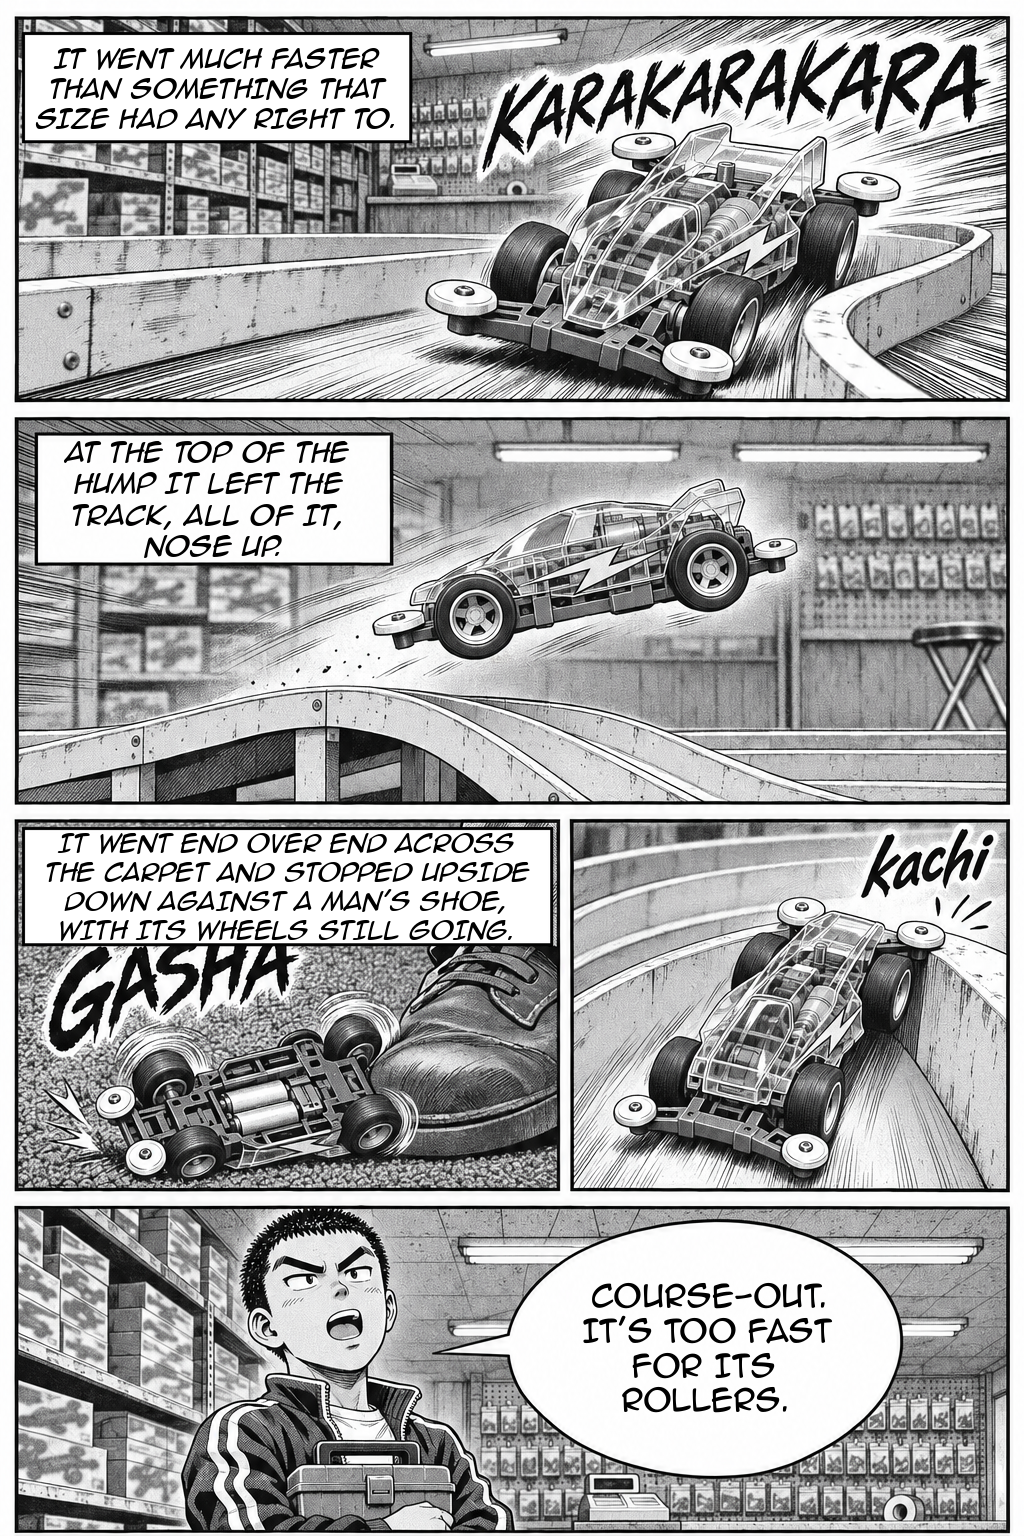 IT WENT MUCH FASTER
THAN SOMETHING THAT
SIZE HAD ANY RIGHT TO.
KARAKARAKARA
AT THE TOP OF THE
HUMP IT LEFT THE
TRACK, ALL OF IT,
NOSE UP.
IT WENT END OVER END ACROSS
THE CARPET AND STOPPED UPSIDE
DOWN AGAINST A MAN'S SHOE,
WITH ITS WHEELS STILL GOING.
GASHA
kachi
COURSE-OUT.
IT'S TOO FAST
FOR ITS
ROLLERS.